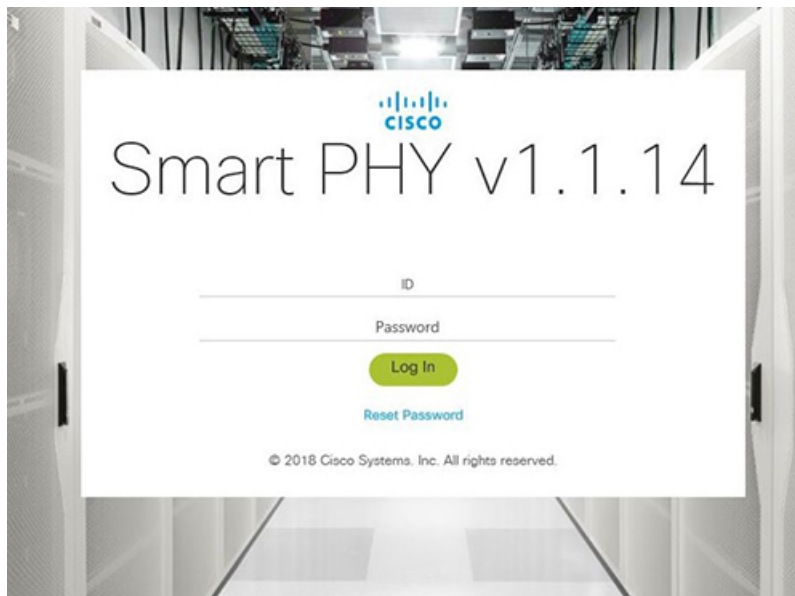 CISCO
Smart PHY v1.1.14
ID
Password
Log In
Reset Password
© 2018 Cisco Systems. Inc. All rights reserved.